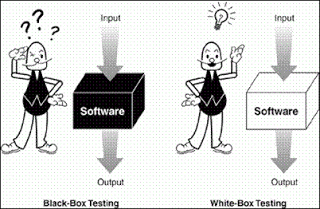 ???
Input
Software
Output
Black-Box Testing
Input
Software
Output
White-Box Testing